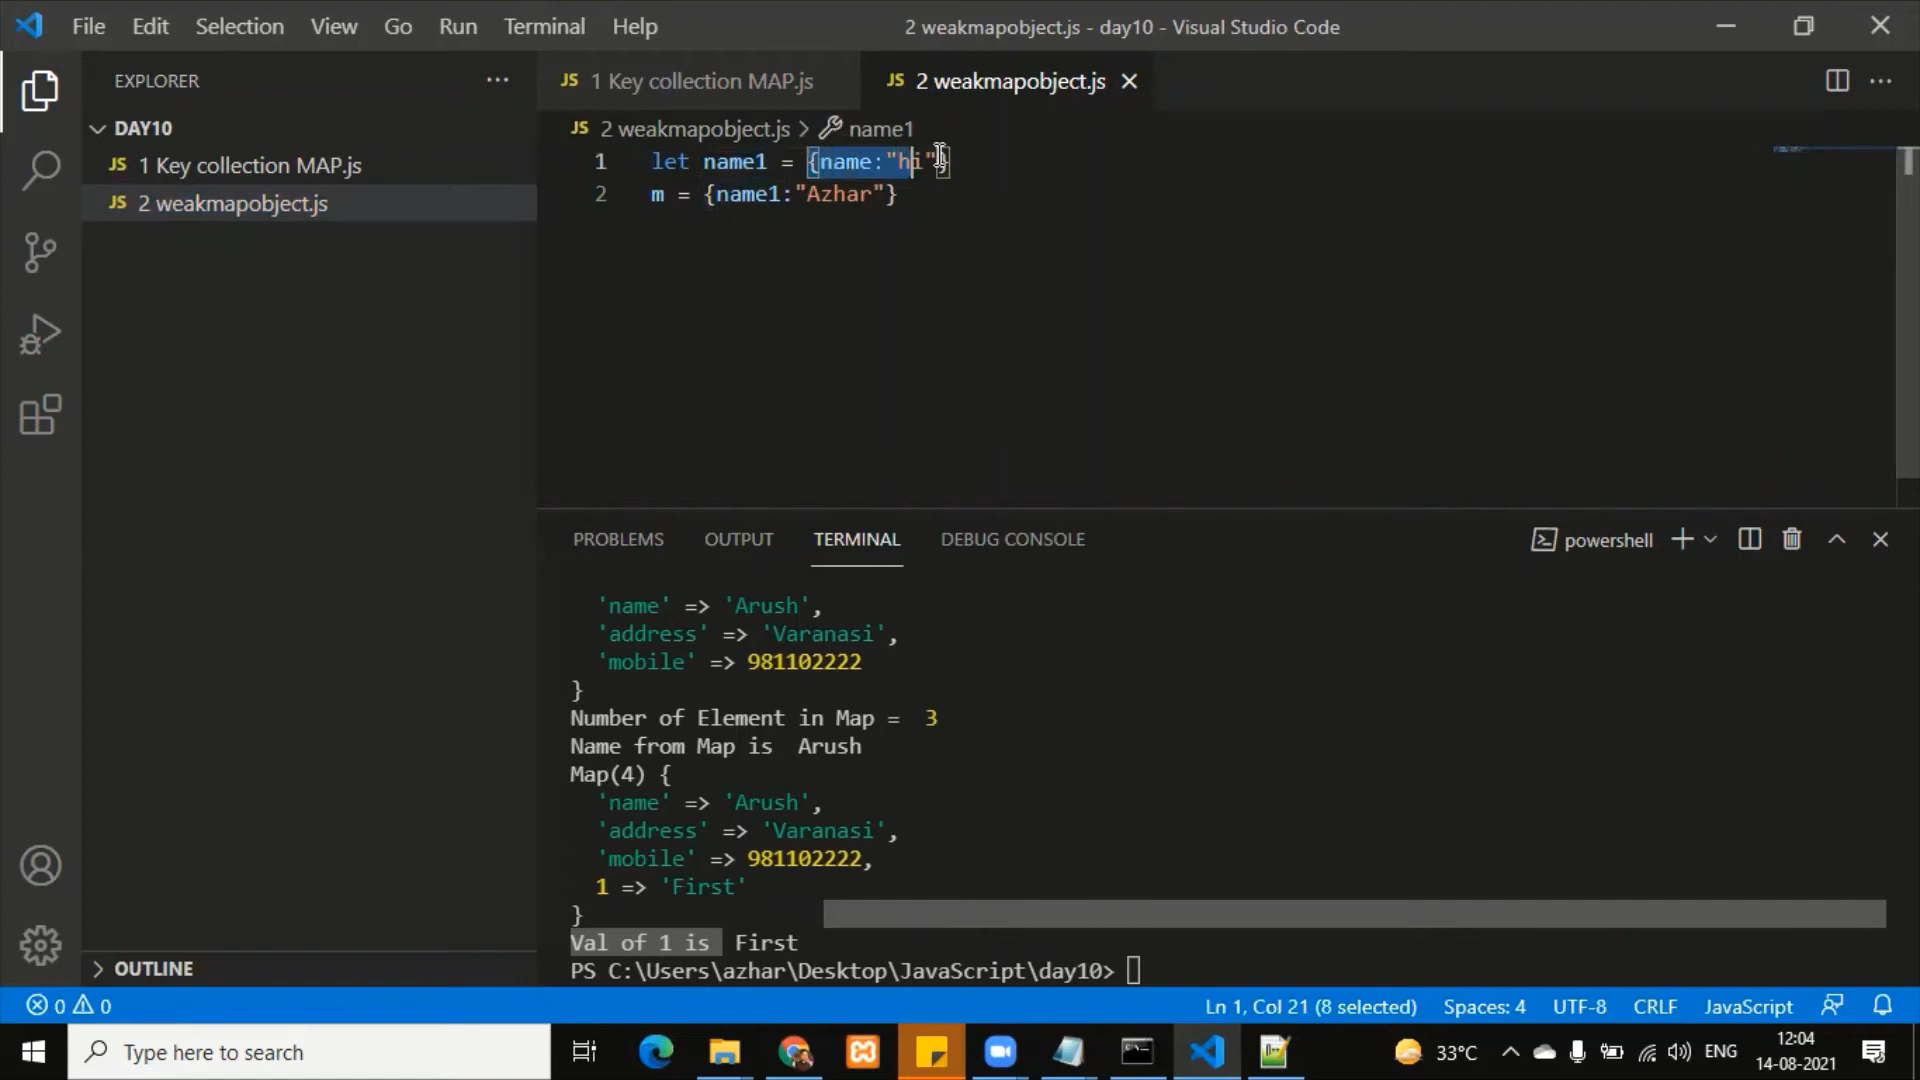 File Edit Selection View Go Run Terminal Help 2 weakmapobject.js - day10 - Visual Studio Code
EXPLORER
DAY10
JS 1 Key collection MAP.js
JS 2 weakmapobject.js
OUTLINE
JS 1 Key collection MAP.js JS 2 weakmapobject.js
JS 2 weakmapobject.js > name1
1 let name1 = {name:"hi"}
2 m = {name1:"Azhar"}
PROBLEMS OUTPUT TERMINAL DEBUG CONSOLE powershell
'name' => 'Arush',
'address' => 'Varanasi',
'mobile' => 981102222
}
Number of Element in Map = 3
Name from Map is Arush
Map(4) {
'name' => 'Arush',
'address' => 'Varanasi',
'mobile' => 981102222,
1 => 'First'
}
Val of 1 is First
PS C:\Users\azhar\Desktop\JavaScript\day10>
0 0 Ln 1, Col 21 (8 selected) Spaces: 4 UTF-8 CRLF JavaScript
Type here to search 33°C ENG 12:04
14-08-2021